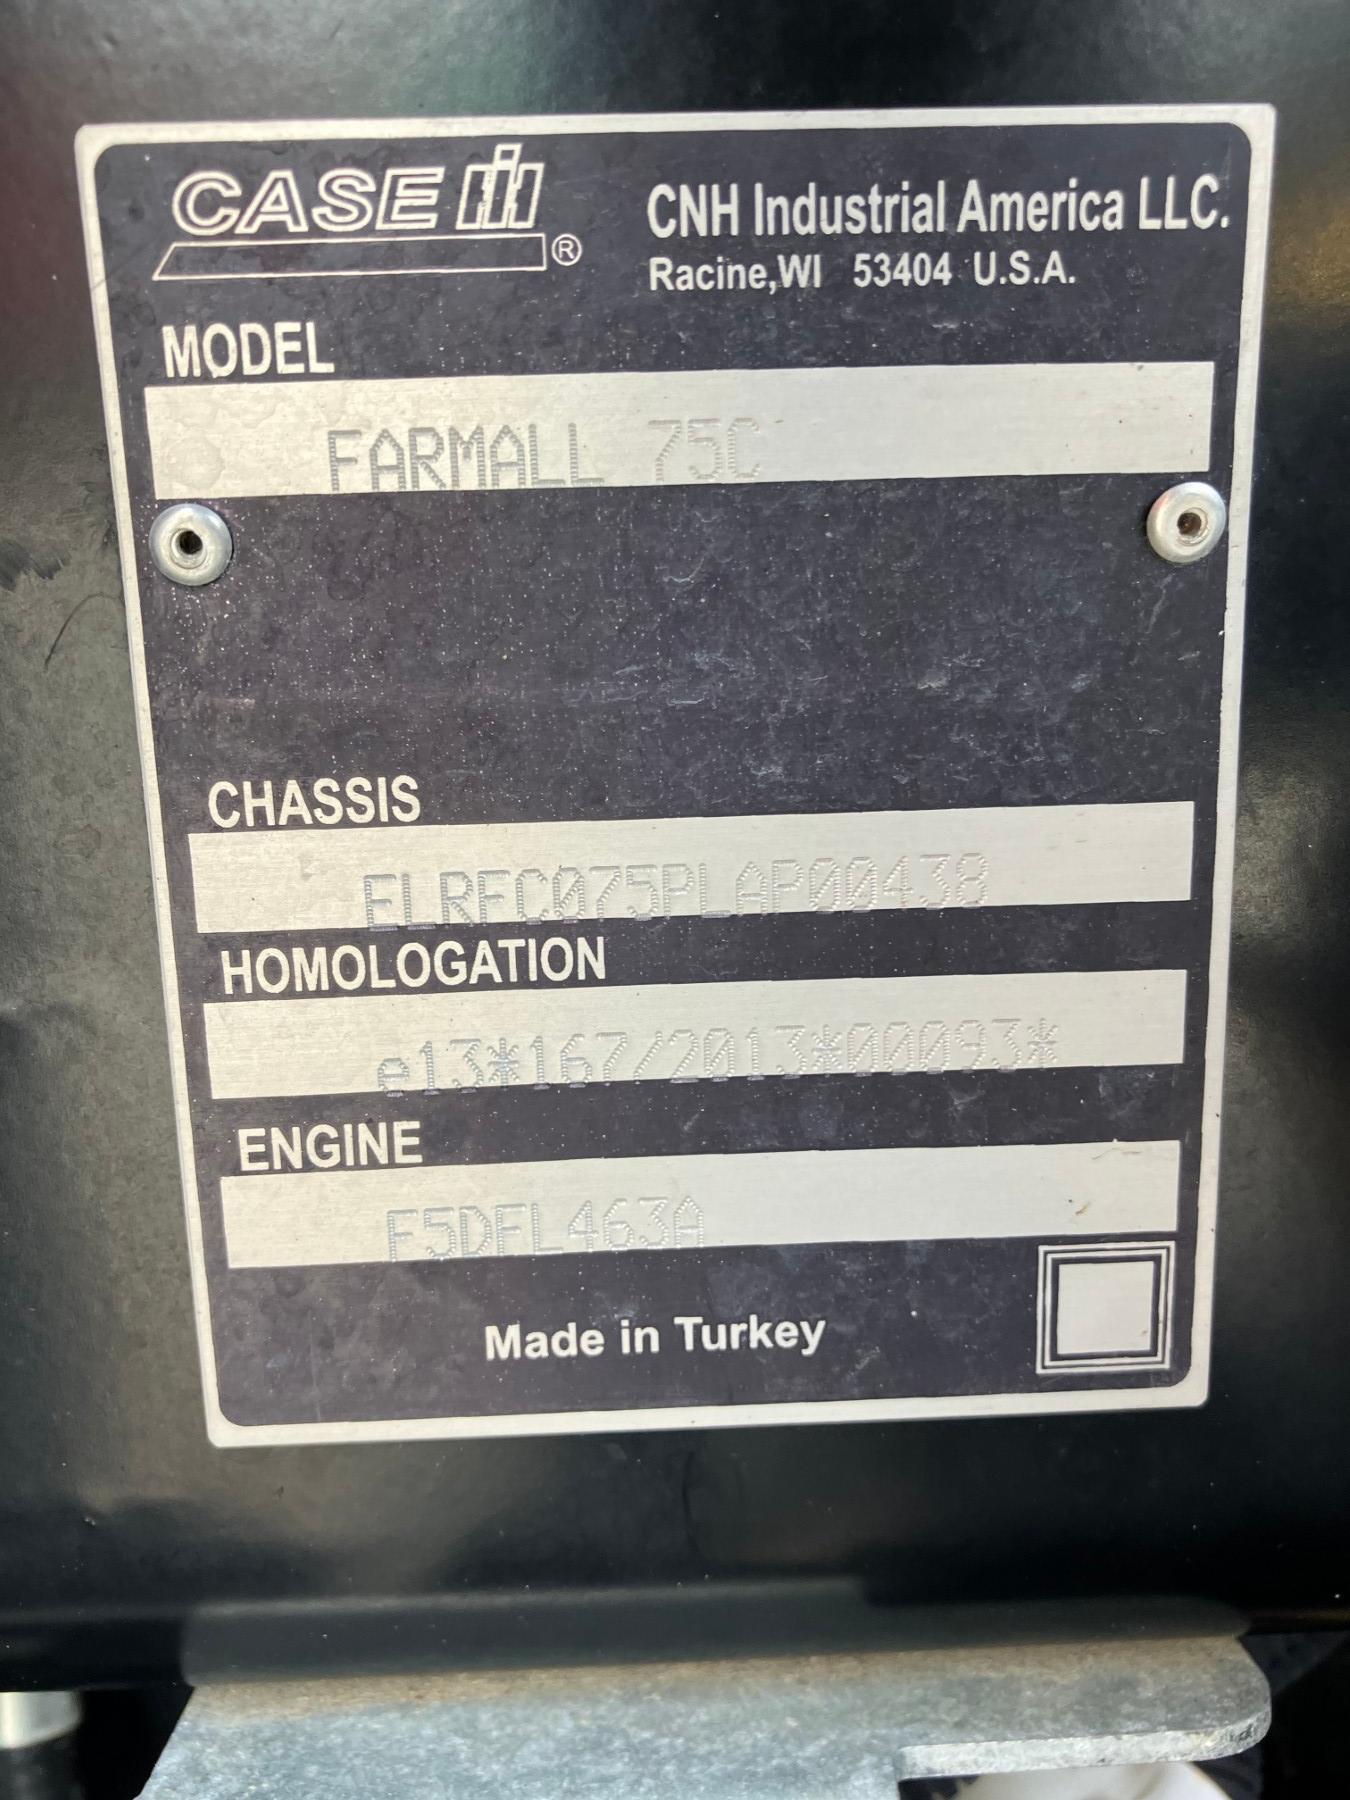 CASE IH ®
CNH Industrial America LLC.
Racine,WI 53404 U.S.A.
MODEL
FARMALL 75C
CHASSIS
ELRFC075PLAP00438
HOMOLOGATION
e13*167/2013*00093*
ENGINE
F5DFL463A
Made in Turkey